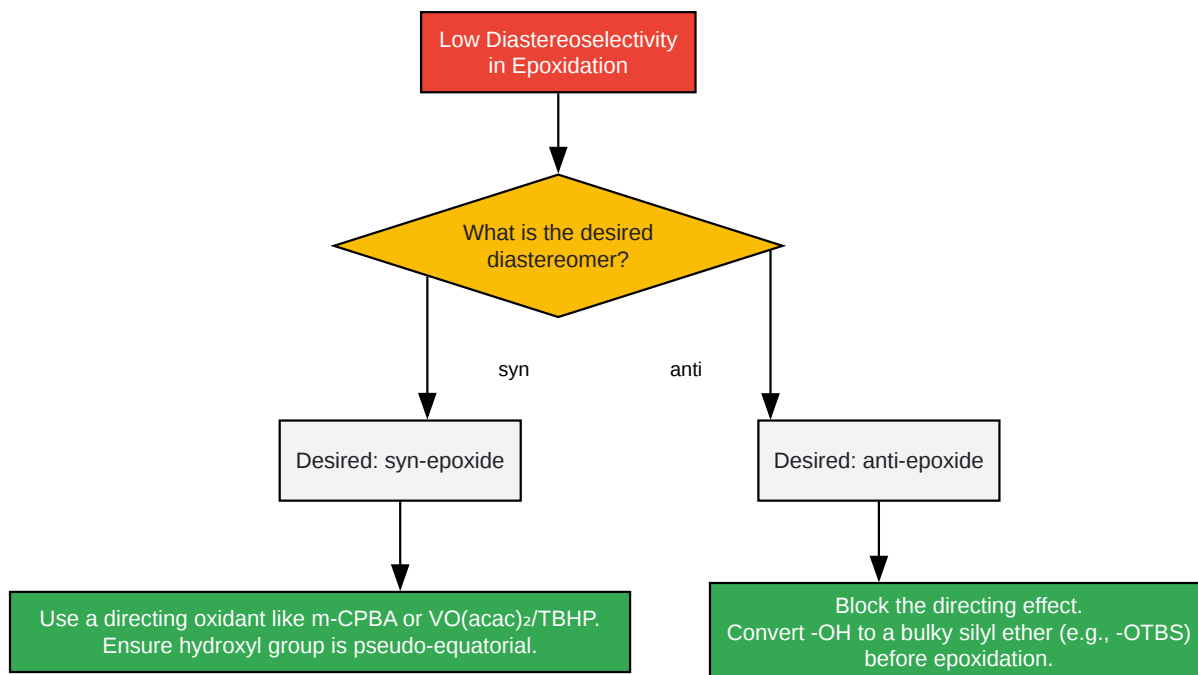 Low Diastereoselectivity
in Epoxidation
What is the desired
diastereomer?
syn
anti
Desired: syn-epoxide
Desired: anti-epoxide
Use a directing oxidant like m-CPBA or VO(acac)₂/TBHP.
Ensure hydroxyl group is pseudo-equatorial.
Block the directing effect.
Convert -OH to a bulky silyl ether (e.g., -OTBS)
before epoxidation.